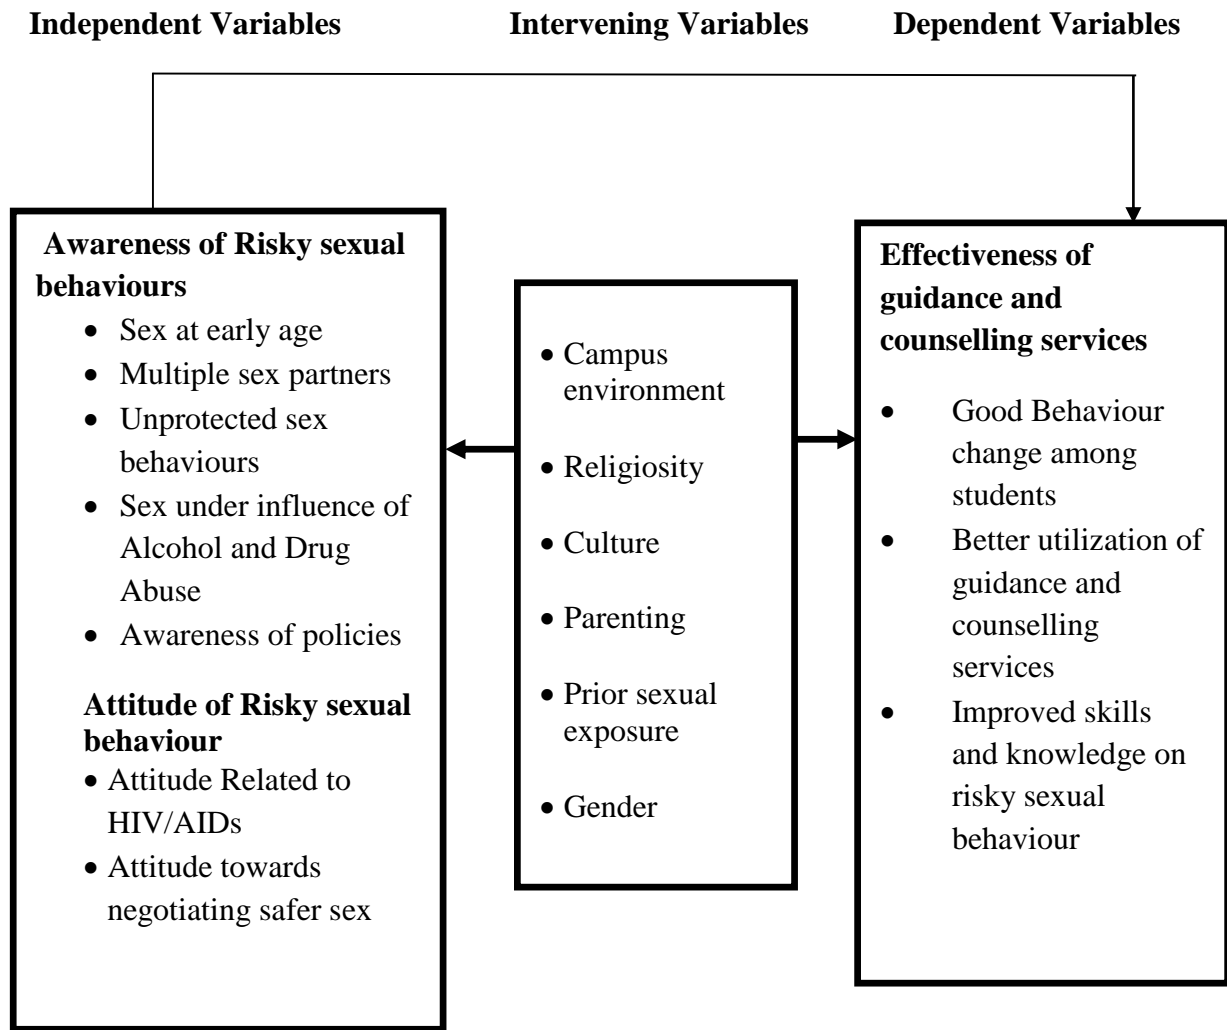 Independent Variables
Intervening Variables
Dependent Variables
Awareness of Risky sexual
behaviours
• Sex at early age
• Multiple sex partners
• Unprotected sex
behaviours
• Sex under influence of
Alcohol and Drug
Abuse
• Awareness of policies
Attitude of Risky sexual
behaviour
• Attitude Related to
HIV/AIDs
• Attitude towards
negotiating safer sex
• Campus
environment
• Religiosity
• Culture
• Parenting
• Prior sexual
exposure
• Gender
Effectiveness of
guidance and
counselling services
• Good Behaviour
change among
students
• Better utilization of
guidance and
counselling
services
• Improved skills
and knowledge on
risky sexual
behaviour